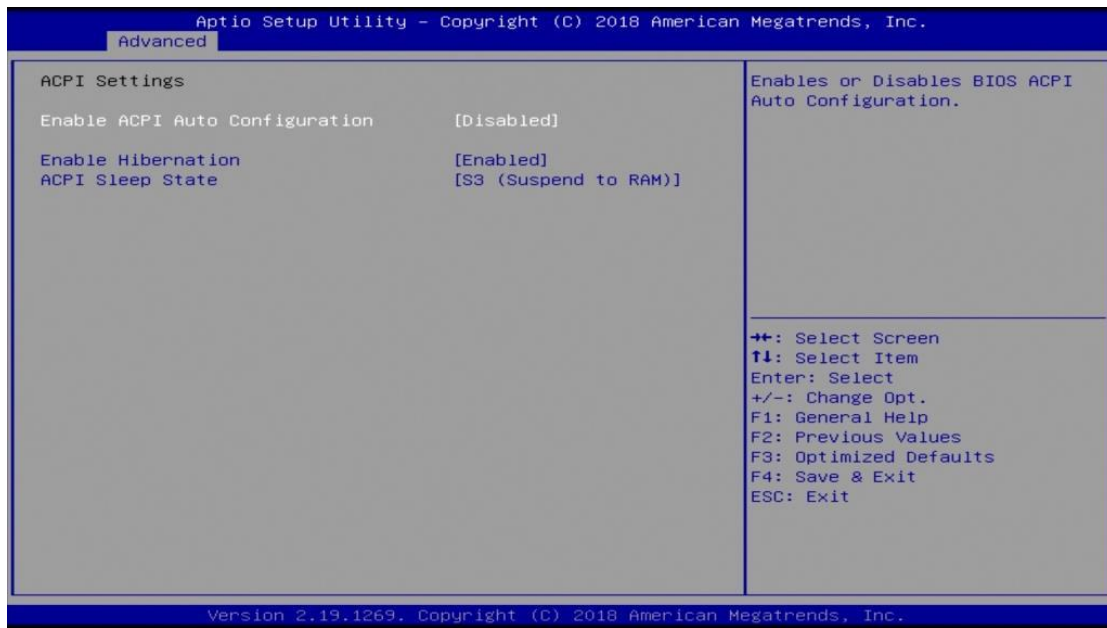 Aptio Setup Utility – Copyright (C) 2018 American Megatrends, Inc.
Advanced
ACPI Settings
Enable ACPI Auto Configuration [Disabled]
Enable Hibernation [Enabled]
ACPI Sleep State [S3 (Suspend to RAM)]
Enables or Disables BIOS ACPI
Auto Configuration.
→←: Select Screen
↑↓: Select Item
Enter: Select
+/-: Change Opt.
F1: General Help
F2: Previous Values
F3: Optimized Defaults
F4: Save & Exit
ESC: Exit
Version 2.19.1269. Copyright (C) 2018 American Megatrends, Inc.